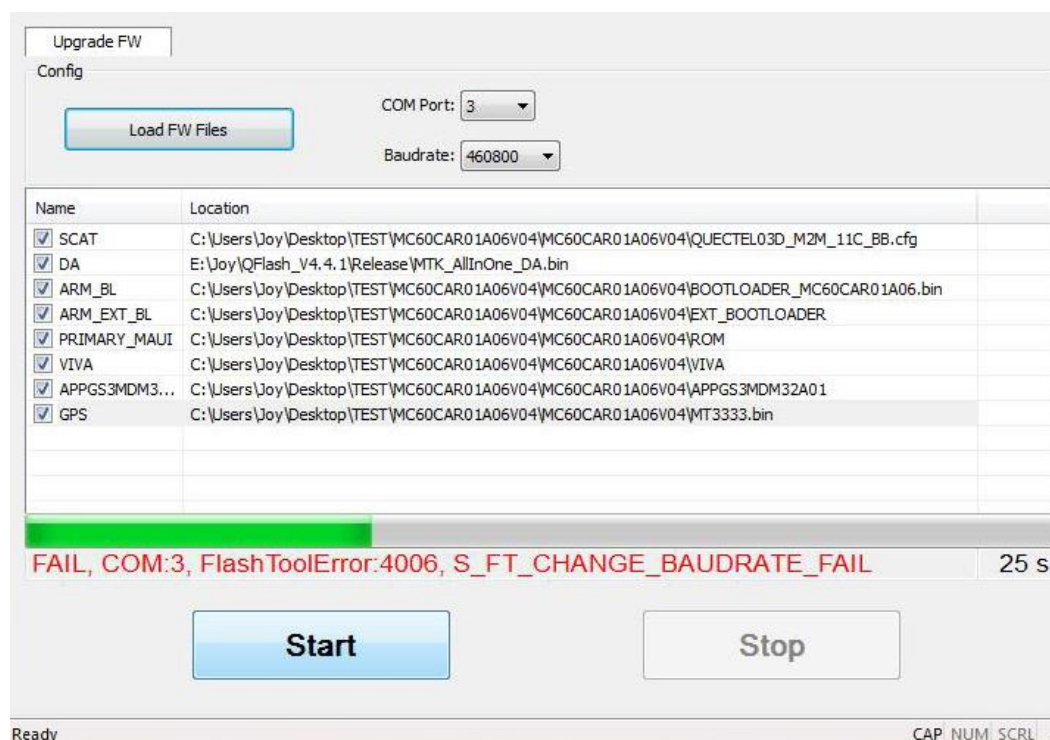 Upgrade FW
Config
COM Port: 3
Load FW Files
Baudrate: 460800
Name Location
SCAT C:\Users\Joy\Desktop\TEST\MC60CAR01A06V04\MC60CAR01A06V04\QUECTEL03D_M2M_11C_BB.cfg
DA E:\Joy\QFlash_V4.4.1\Release\MTK_AllInOne_DA.bin
ARM_BL C:\Users\Joy\Desktop\TEST\MC60CAR01A06V04\MC60CAR01A06V04\BOOTLOADER_MC60CAR01A06.bin
ARM_EXT_BL C:\Users\Joy\Desktop\TEST\MC60CAR01A06V04\MC60CAR01A06V04\EXT_BOOTLOADER
PRIMARY_MAUI C:\Users\Joy\Desktop\TEST\MC60CAR01A06V04\MC60CAR01A06V04\ROM
VIVA C:\Users\Joy\Desktop\TEST\MC60CAR01A06V04\MC60CAR01A06V04\VIVA
APPGS3MDM3... C:\Users\Joy\Desktop\TEST\MC60CAR01A06V04\MC60CAR01A06V04\APPGS3MDM32A01
GPS C:\Users\Joy\Desktop\TEST\MC60CAR01A06V04\MC60CAR01A06V04\MT3333.bin
FAIL, COM:3, FlashToolError:4006, S_FT_CHANGE_BAUDRATE_FAIL 25 s
Start Stop
Ready CAP NUM SCRL